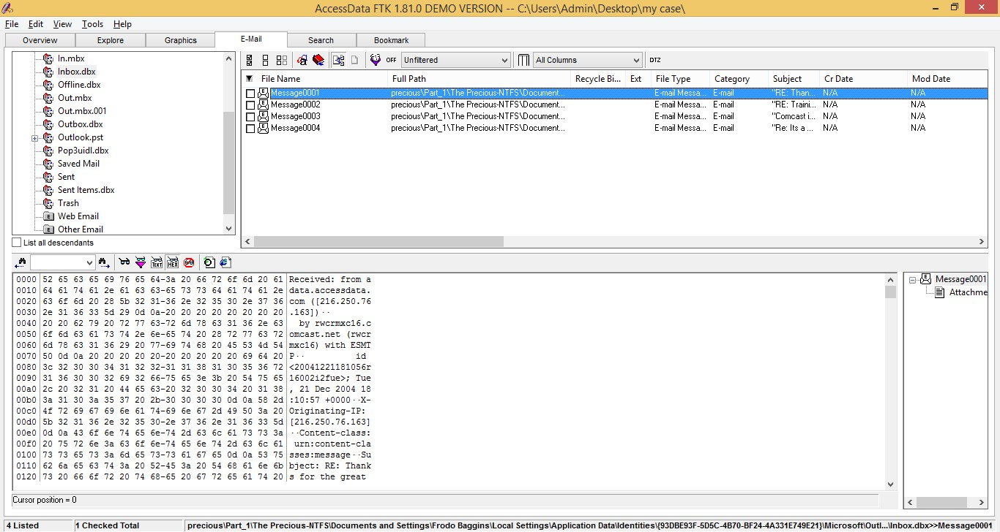 AccessData FTK 1.81.0 DEMO VERSION -- C:\Users\Admin\Desktop\my case\
File Edit View Tools Help
Overview Explore Graphics E-Mail Search Bookmark
In.mbx
Inbox.dbx
Offline.dbx
Out.mbx
Out.mbx.001
Outbox.dbx
Outlook.pst
Pop3uidl.dbx
Saved Mail
Sent
Sent Items.dbx
Trash
Web Email
Other Email
List all descendants
OFF Unfiltered All Columns DTZ
File Name Full Path Recycle Bi... Ext File Type Category Subject Cr Date Mod Date
Message0001 precious\Part_1\The Precious-NTFS\Document... E-mail Messa... E-mail "RE: Than... N/A N/A
Message0002 precious\Part_1\The Precious-NTFS\Document... E-mail Messa... E-mail "RE: Traini... N/A N/A
Message0003 precious\Part_1\The Precious-NTFS\Document... E-mail Messa... E-mail "Comcast i... N/A N/A
Message0004 precious\Part_1\The Precious-NTFS\Document... E-mail Messa... E-mail "Re: Its a ... N/A N/A
TEXT HEX
0000 52 65 63 65 69 76 65 64-3a 20 66 72 6f 6d 20 61 Received: from a
0010 64 61 74 61 2e 61 63 63-65 73 73 64 61 74 61 2e data.accessdata.
0020 63 6f 6d 20 28 5b 32 31-36 2e 32 35 30 2e 37 36 com ([216.250.76
0030 2e 31 36 33 5d 29 0d 0a-20 20 20 20 20 20 20 20 .163])··
0040 20 20 62 79 20 72 77 63-72 6d 78 63 31 36 2e 63 by rwcrmxc16.c
0050 6f 6d 63 61 73 74 2e 6e-65 74 20 28 72 77 63 72 omcast.net (rwcr
0060 6d 78 63 31 36 29 20 77-69 74 68 20 45 53 4d 54 mxc16) with ESMT
0070 50 0d 0a 20 20 20 20 20-20 20 20 20 20 69 64 20 P·· id
0080 3c 32 30 30 34 31 32 32-31 31 38 31 30 35 36 72 <20041221181056r
0090 31 36 30 30 32 69 32 66-75 65 3e 3b 20 54 75 65 16002i2fue>; Tue
00a0 2c 20 32 31 20 44 65 63-20 32 30 30 34 20 31 38 , 21 Dec 2004 18
00b0 3a 31 30 3a 35 37 20 2b-30 30 30 30 0d 0a 58 2d :10:57 +0000··X-
00c0 4f 72 69 67 69 6e 61 74-69 6e 67 2d 49 50 3a 20 Originating-IP:
00d0 5b 32 31 36 2e 32 35 30-2e 37 36 2e 31 36 33 5d [216.250.76.163]
00e0 0d 0a 43 6f 6e 74 65 6e-74 2d 63 6c 61 73 73 3a ··Content-class:
00f0 20 75 72 6e 3a 63 6f 6e-74 65 6e 74 2d 63 6c 61 urn:content-cla
0100 73 73 65 73 3a 6d 65 73-73 61 67 65 0d 0a 53 75 sses:message··Su
0110 62 6a 65 63 74 3a 20 52-45 3a 20 54 68 61 6e 6b bject: RE: Thank
0120 73 20 66 6f 72 20 74 68-65 20 67 72 65 61 74 20 s for the great
Message0001
Attachme
Cursor position = 0
4 Listed 1 Checked Total precious\Part_1\The Precious-NTFS\Documents and Settings\Frodo Baggins\Local Settings\Application Data\Identities\{93DBE93F-5D5C-4B70-BF24-4A331E749E21}\Microsoft\Outl...\Inbox.dbx>>Message0001